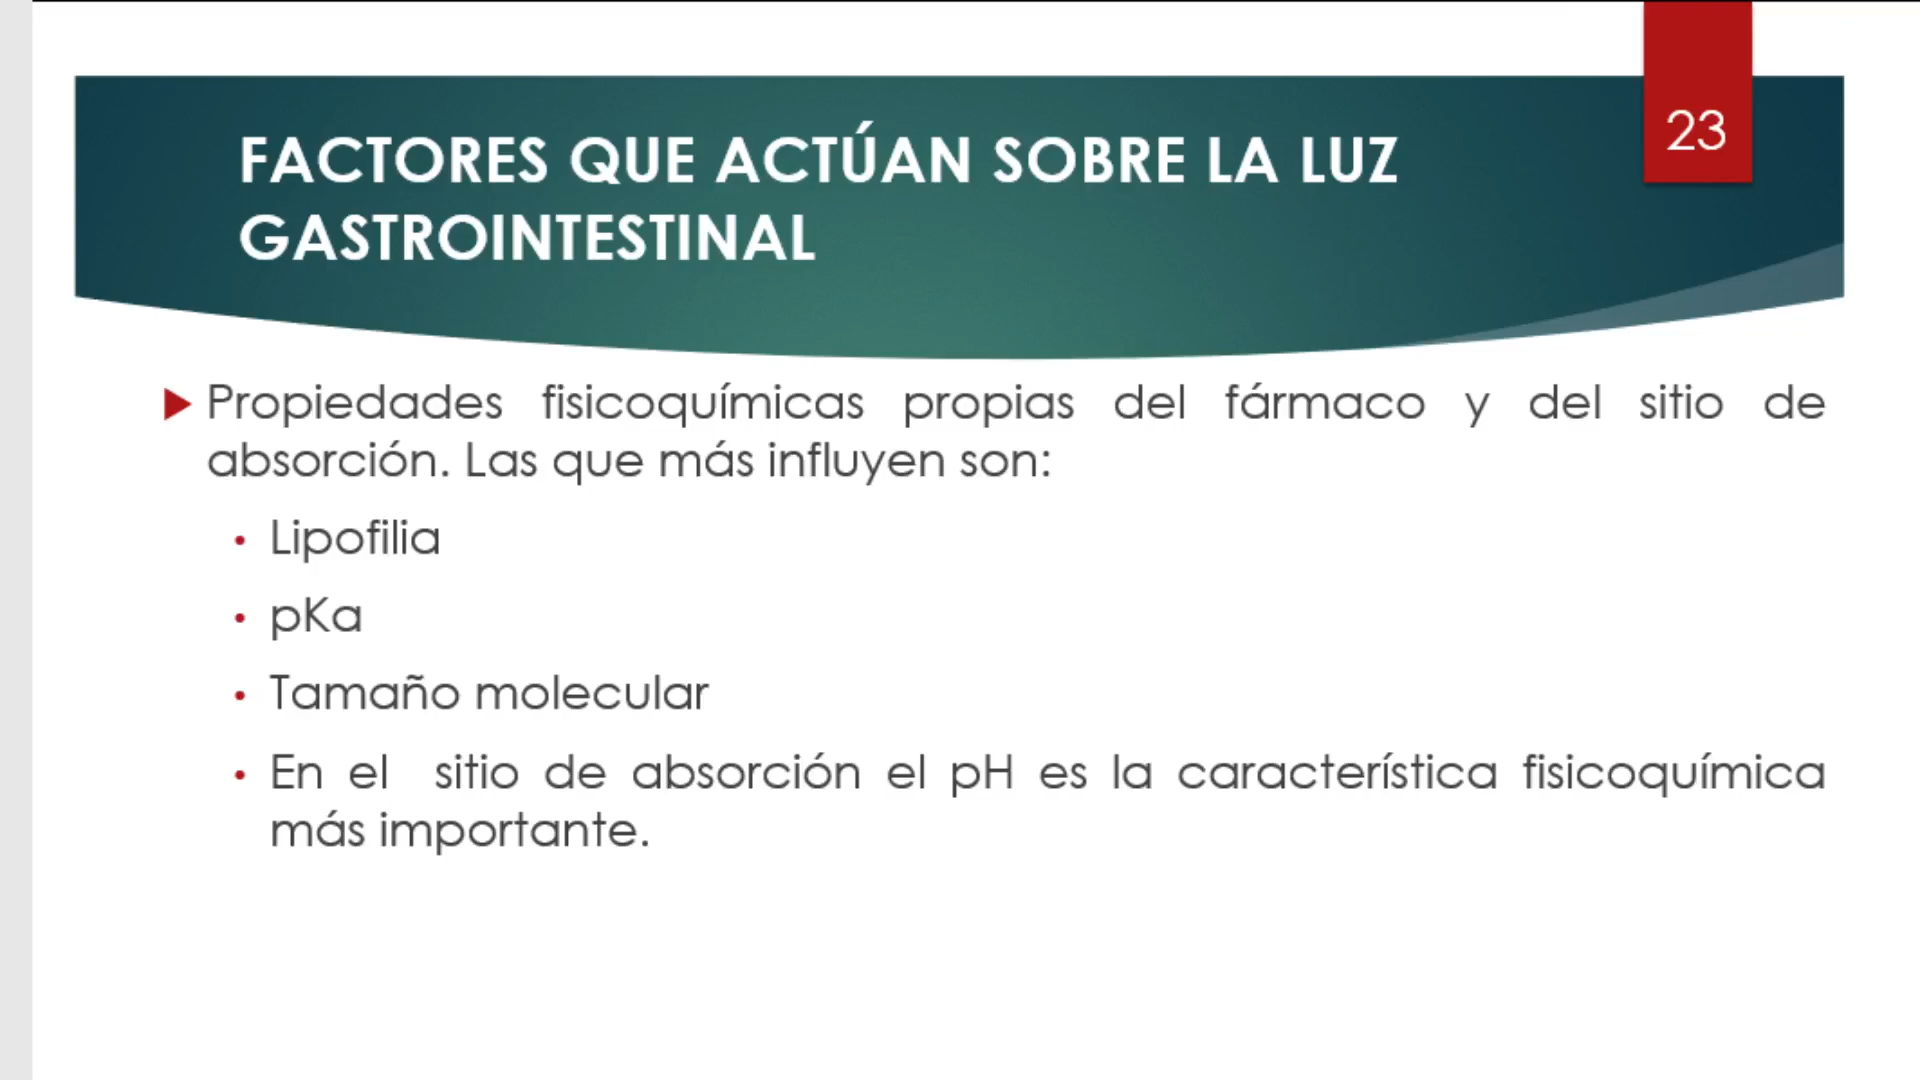 23
FACTORES QUE ACTÚAN SOBRE LA LUZ
GASTROINTESTINAL
Propiedades fisicoquímicas propias del fármaco y del sitio de
absorción. Las que más influyen son:
• Lipofilia
• pKa
• Tamaño molecular
• En el sitio de absorción el pH es la característica fisicoquímica
más importante.